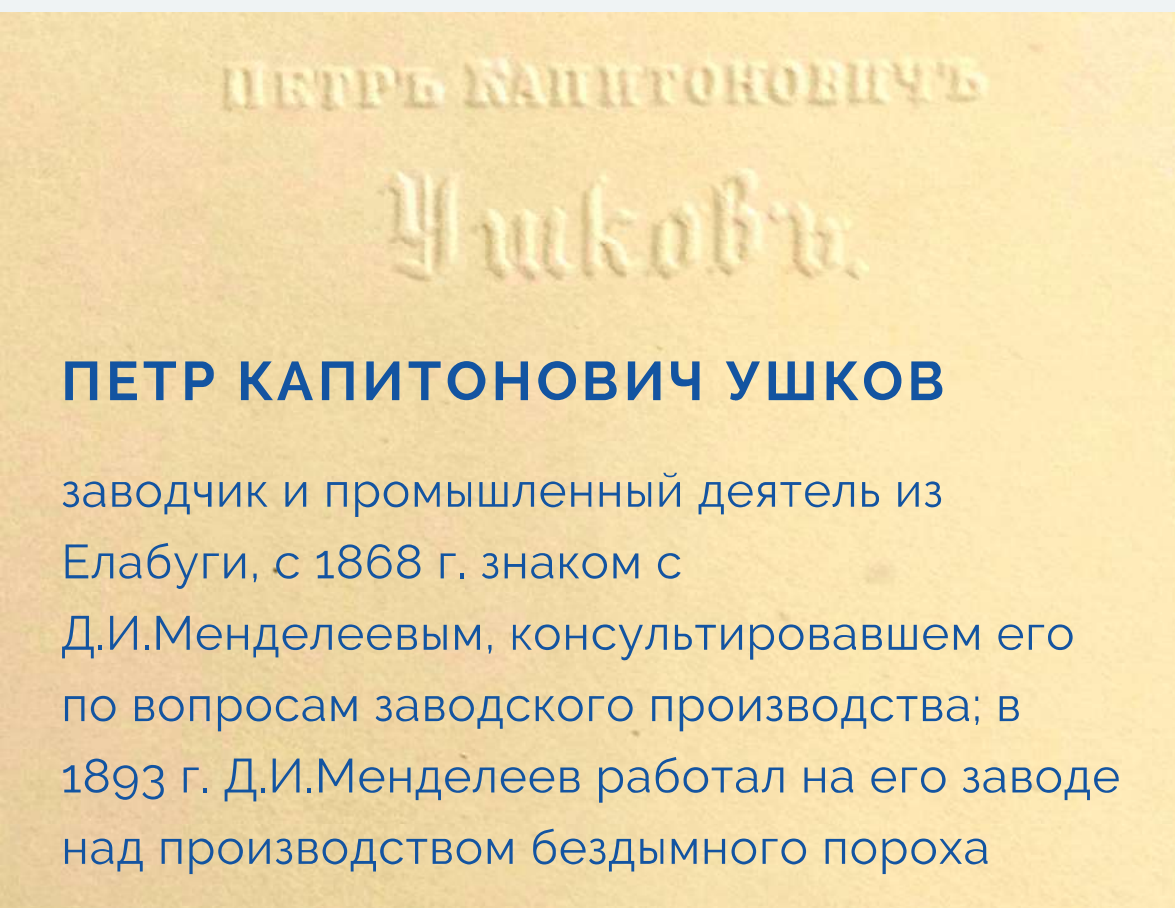 Петръ Капитоновичъ
Ушковъ.
ПЕТР КАПИТОНОВИЧ УШКОВ
заводчик и промышленный деятель из
Елабуги, с 1868 г. знаком с
Д.И.Менделеевым, консультировавшем его
по вопросам заводского производства; в
1893 г. Д.И.Менделеев работал на его заводе
над производством бездымного пороха